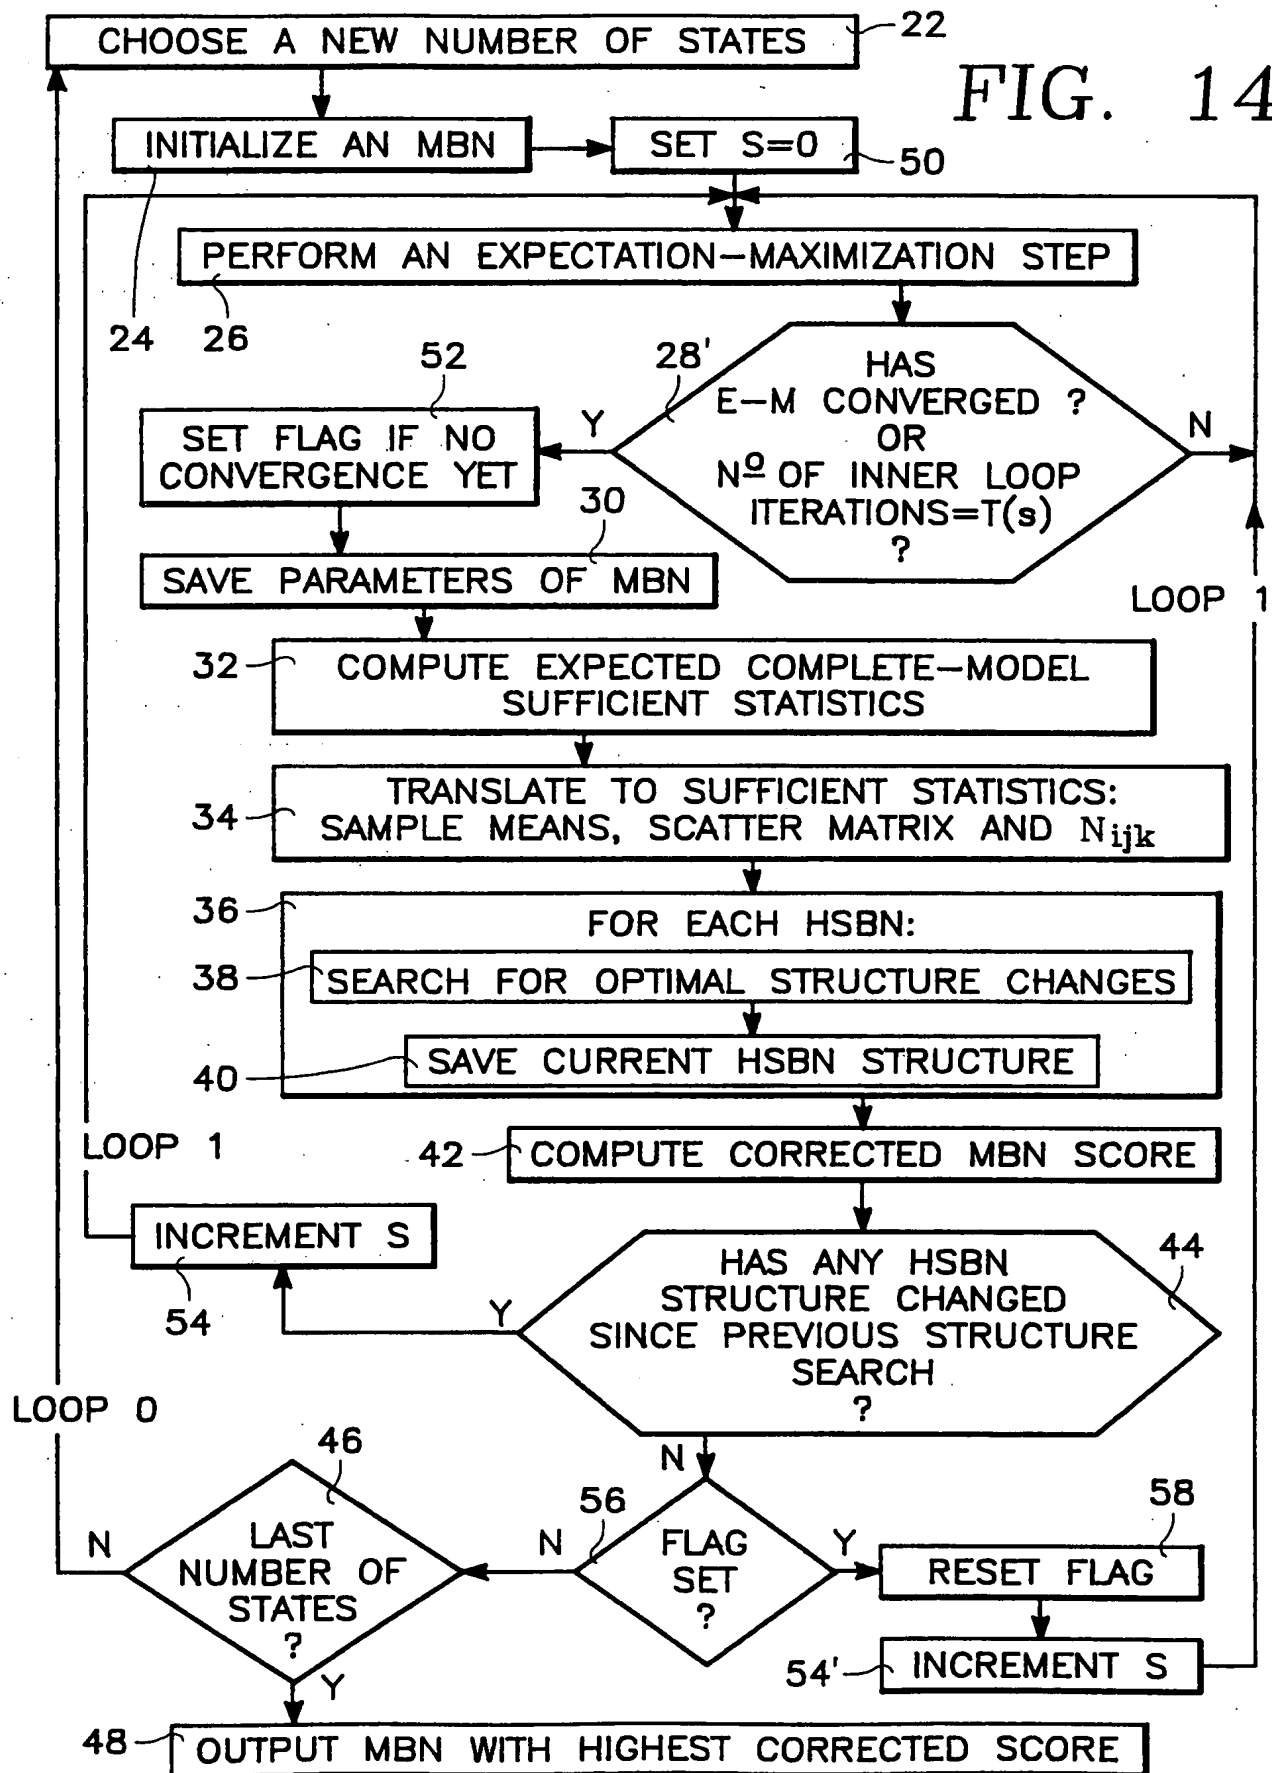 CHOOSE A NEW NUMBER OF STATES
22
FIG. 14
INITIALIZE AN MBN
SET S=0
50
PERFORM AN EXPECTATION-MAXIMIZATION STEP
24
26
52
28'
HAS
E-M CONVERGED ?
OR
Nº OF INNER LOOP
ITERATIONS=T(s)
?
Y
N
SET FLAG IF NO
CONVERGENCE YET
30
SAVE PARAMETERS OF MBN
LOOP 1
32
COMPUTE EXPECTED COMPLETE-MODEL
SUFFICIENT STATISTICS
34
TRANSLATE TO SUFFICIENT STATISTICS:
SAMPLE MEANS, SCATTER MATRIX AND Nijk
36
FOR EACH HSBN:
38
SEARCH FOR OPTIMAL STRUCTURE CHANGES
40
SAVE CURRENT HSBN STRUCTURE
LOOP 1
42
COMPUTE CORRECTED MBN SCORE
INCREMENT S
54
44
HAS ANY HSBN
STRUCTURE CHANGED
SINCE PREVIOUS STRUCTURE
SEARCH
?
Y
N
LOOP 0
46
LAST
NUMBER OF
STATES
?
N
Y
56
FLAG
SET
?
N
Y
58
RESET FLAG
54'
INCREMENT S
48
OUTPUT MBN WITH HIGHEST CORRECTED SCORE